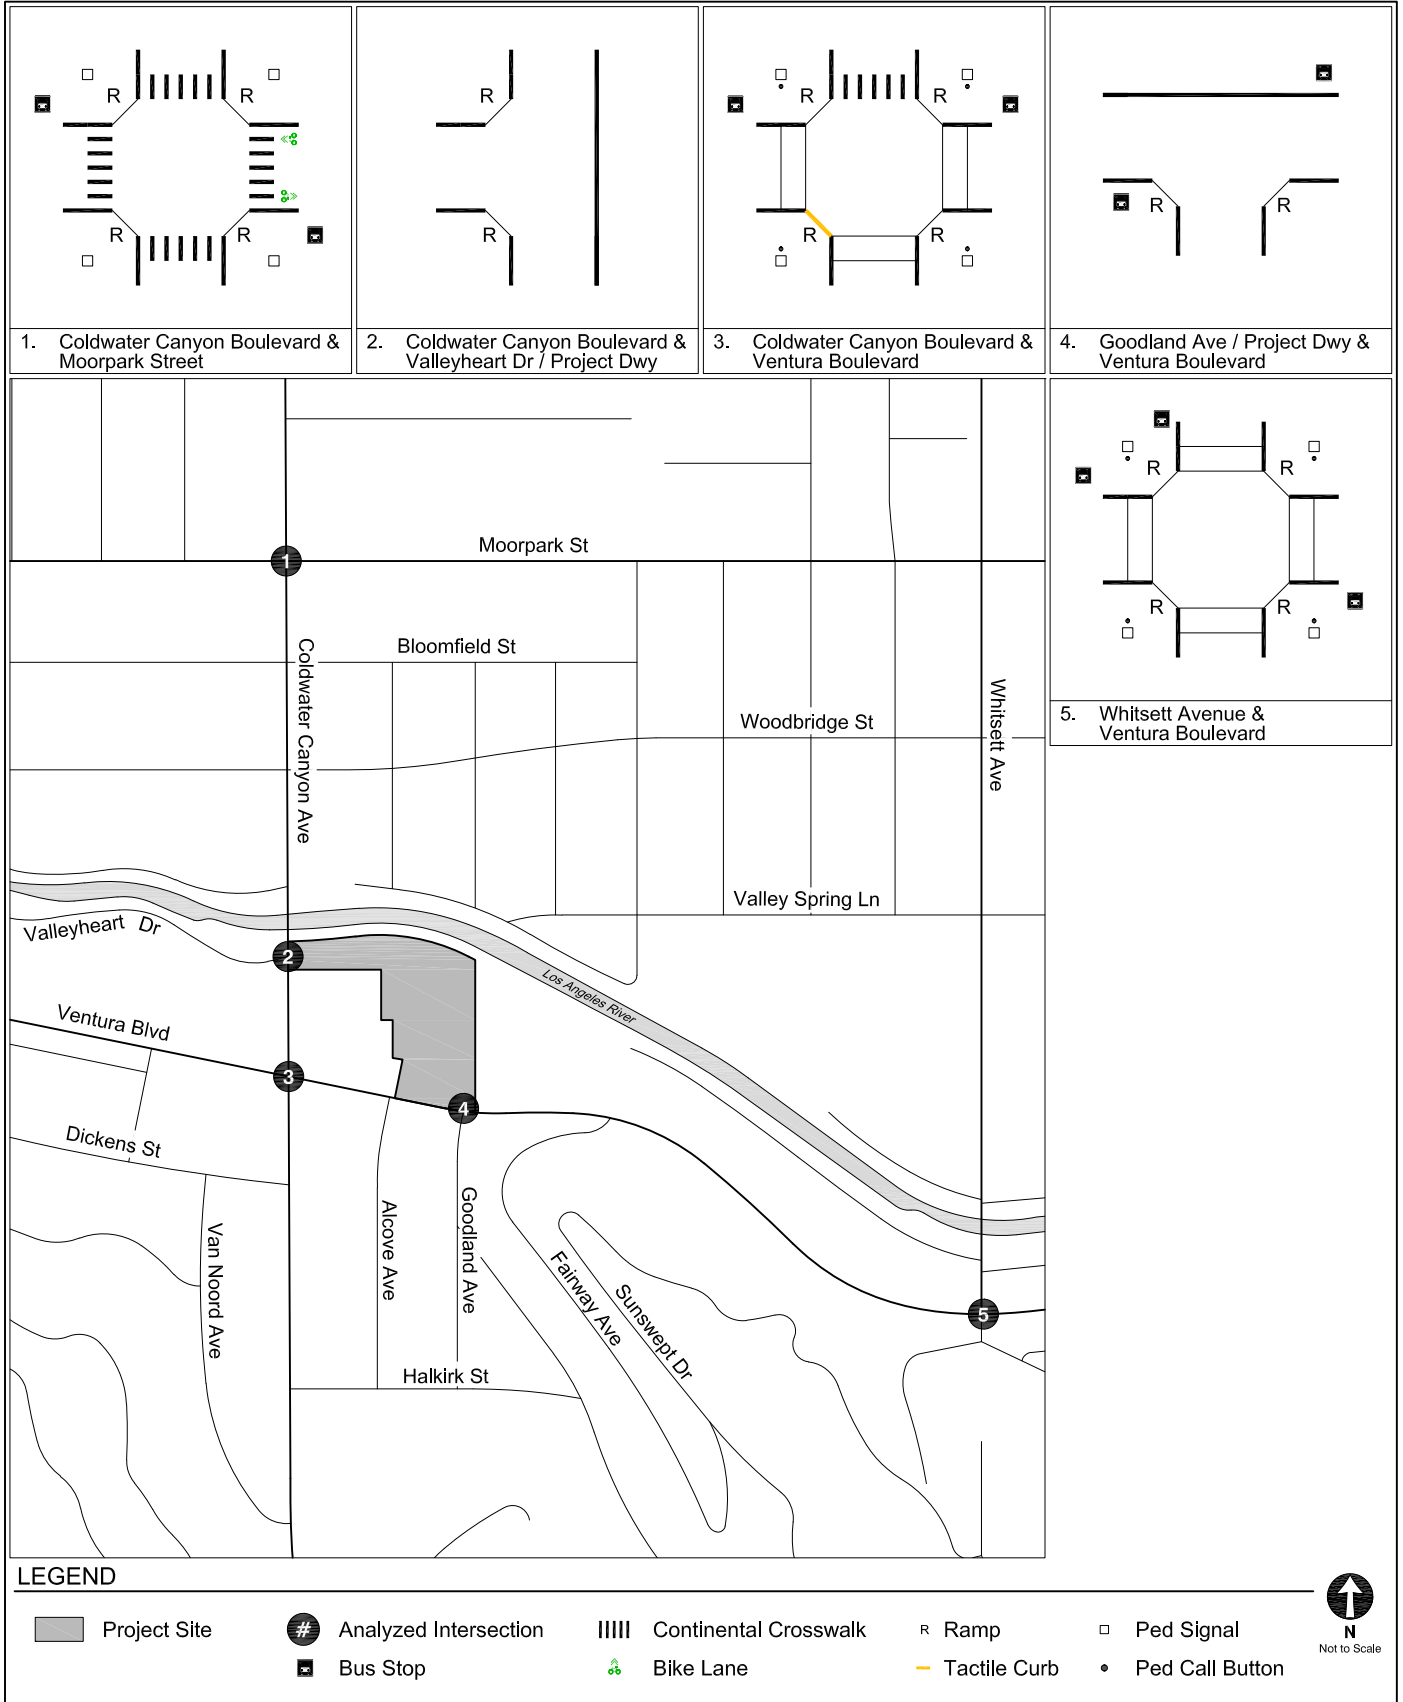 R R
R R
1. Coldwater Canyon Boulevard &
Moorpark Street
R
R
2. Coldwater Canyon Boulevard &
Valleyheart Dr / Project Dwy
R R
R R
3. Coldwater Canyon Boulevard &
Ventura Boulevard
R R
4. Goodland Ave / Project Dwy &
Ventura Boulevard
R R
R R
5. Whitsett Avenue &
Ventura Boulevard
Moorpark St
1
Bloomfield St
Coldwater Canyon Ave
Woodbridge St
Whitsett Ave
Valley Spring Ln
Valleyheart Dr
2
Los Angeles River
Ventura Blvd
3
4
Dickens St
Van Noord Ave
Alcove Ave
Goodland Ave
Fairway Ave
Sunswept Dr
5
Halkirk St
LEGEND
Project Site
# Analyzed Intersection
Continental Crosswalk
R Ramp
Ped Signal
Bus Stop
Bike Lane
Tactile Curb
Ped Call Button
N
Not to Scale